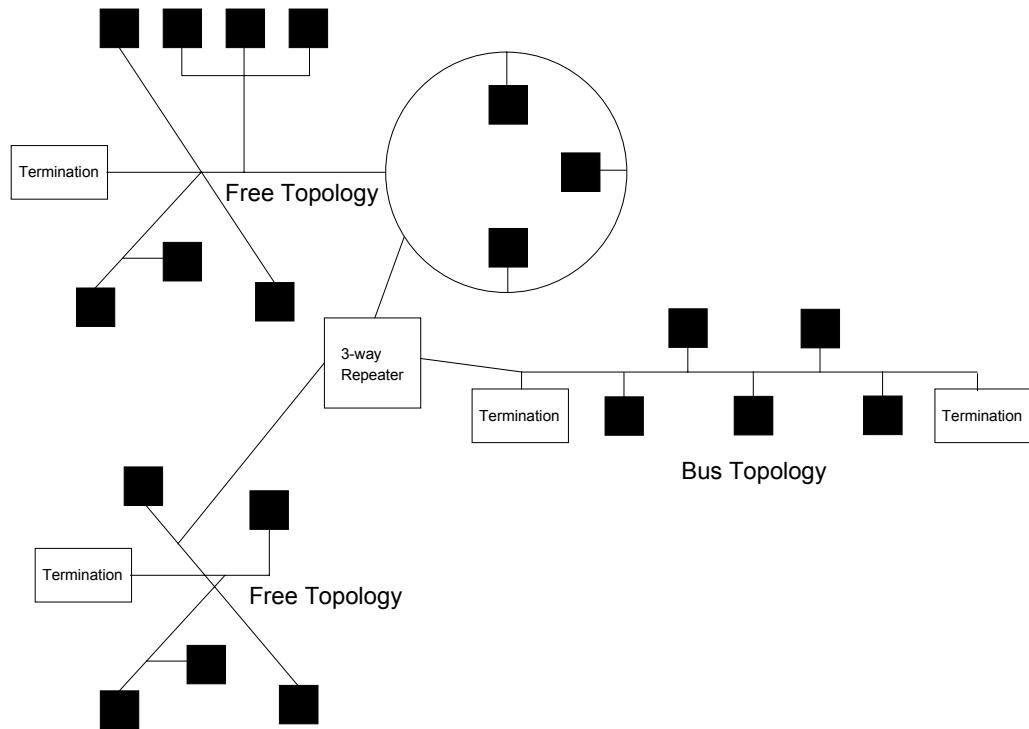 Termination
Free Topology
3-way
Repeater
Termination
Termination
Bus Topology
Termination
Free Topology